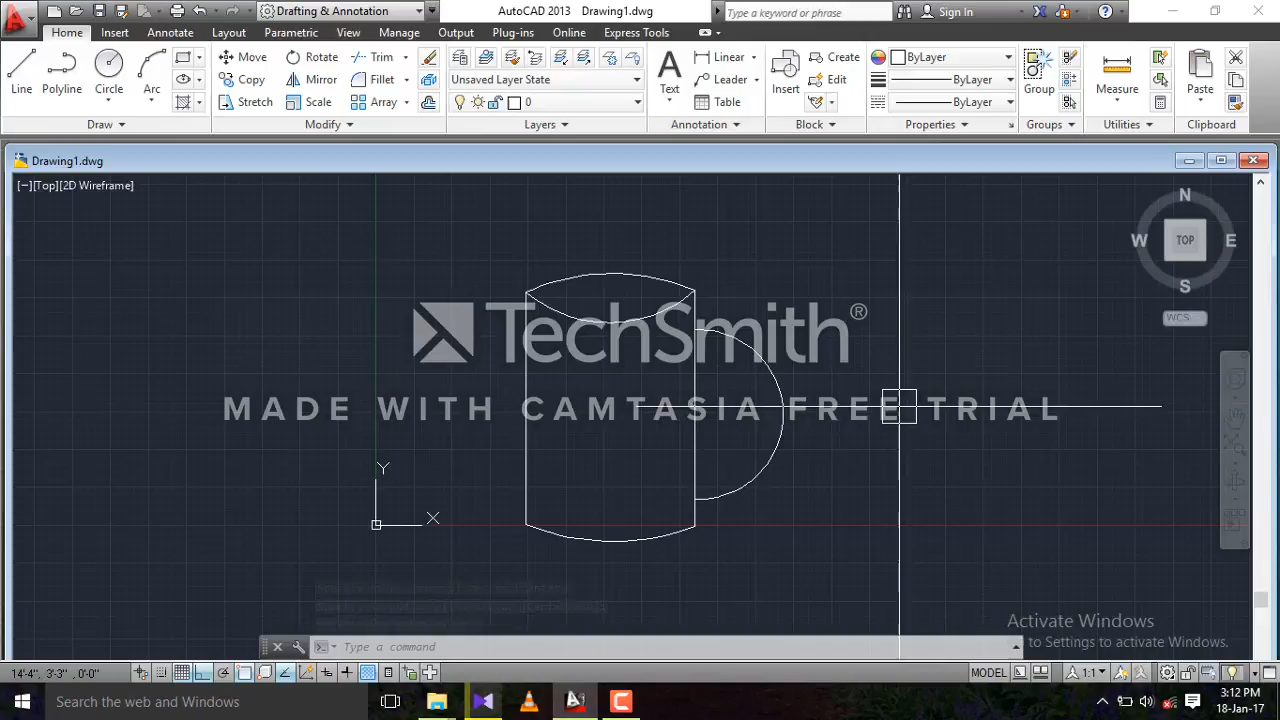 Drafting & Annotation
AutoCAD 2013 Drawing1.dwg
Type a keyword or phrase
Sign In
Home Insert Annotate Layout Parametric View Manage Output Plug-ins Online Express Tools
Line Polyline Circle Arc
Move Rotate Trim
Copy Mirror Fillet
Stretch Scale Array
Unsaved Layer State
0
Text
Linear
Leader
Table
Insert
Create
Edit
ByLayer
ByLayer
ByLayer
Group
Measure
Paste
Draw Modify Layers Annotation Block Properties Groups Utilities Clipboard
Drawing1.dwg
[−][Top][2D Wireframe]
N
W TOP E
S
WCS
TechSmith®
MADE WITH CAMTASIA FREE TRIAL
Y
X
Activate Windows
to Settings to activate Windows.
Type a command
14'-4", 3'-3", 0'-0"
MODEL
1:1
Search the web and Windows
3:12 PM
18-Jan-17